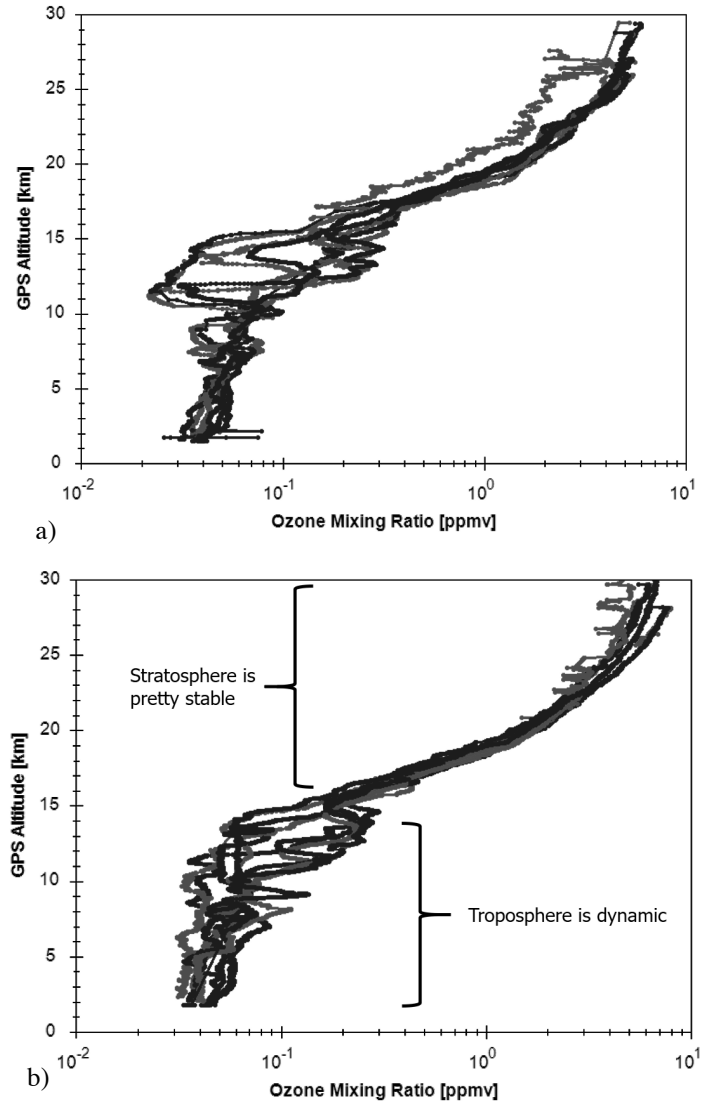 30
25
20
15
10
5
0
GPS Altitude [km]
10-2
10-1
100
101
Ozone Mixing Ratio [ppmv]
a)
30
25
20
15
10
5
0
GPS Altitude [km]
Stratosphere is
pretty stable
Troposphere is dynamic
10-2
10-1
100
101
Ozone Mixing Ratio [ppmv]
b)